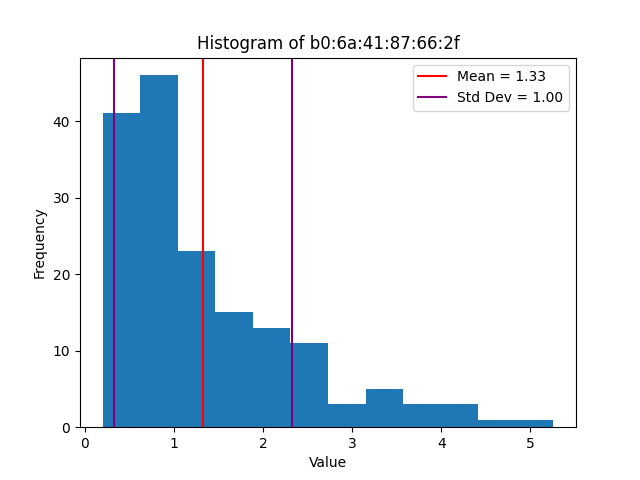 Histogram of b0:6a:41:87:66:2f
Mean = 1.33
Std Dev = 1.00
Frequency
40
30
20
10
0
0 1 2 3 4 5
Value